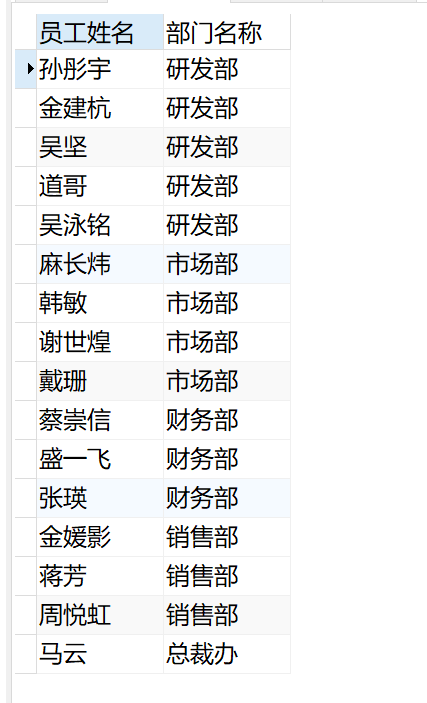 员工姓名 部门名称
孙彤宇 研发部
金建杭 研发部
吴坚 研发部
道哥 研发部
吴泳铭 研发部
麻长炜 市场部
韩敏 市场部
谢世煌 市场部
戴珊 市场部
蔡崇信 财务部
盛一飞 财务部
张瑛 财务部
金媛影 销售部
蒋芳 销售部
周悦虹 销售部
马云 总裁办